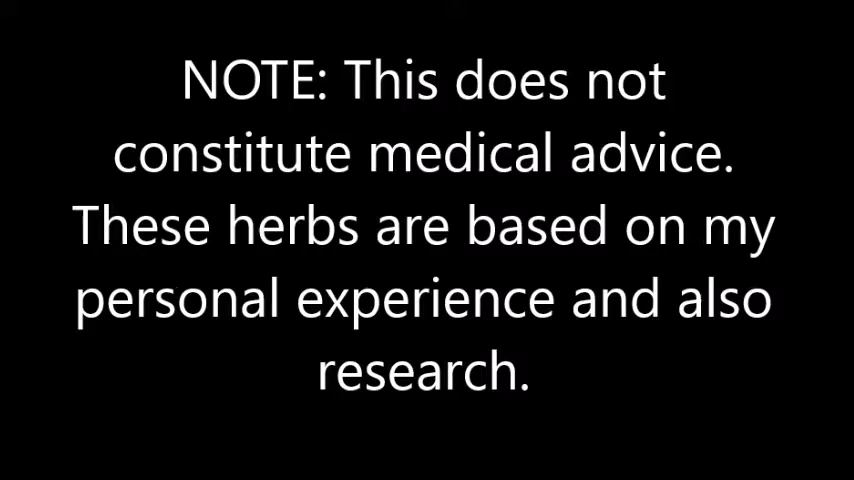 NOTE: This does not
constitute medical advice.
These herbs are based on my
personal experience and also
research.